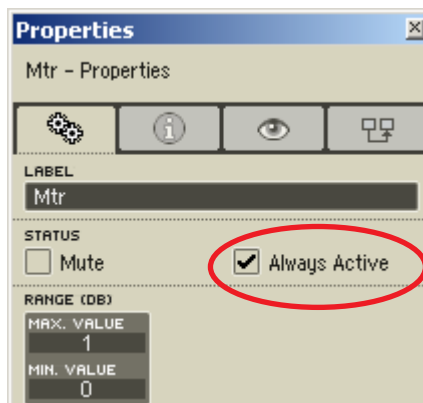 Properties
Mtr - Properties
LABEL
Mtr
STATUS
Mute Always Active
RANGE (DB)
MAX. VALUE
1
MIN. VALUE
0